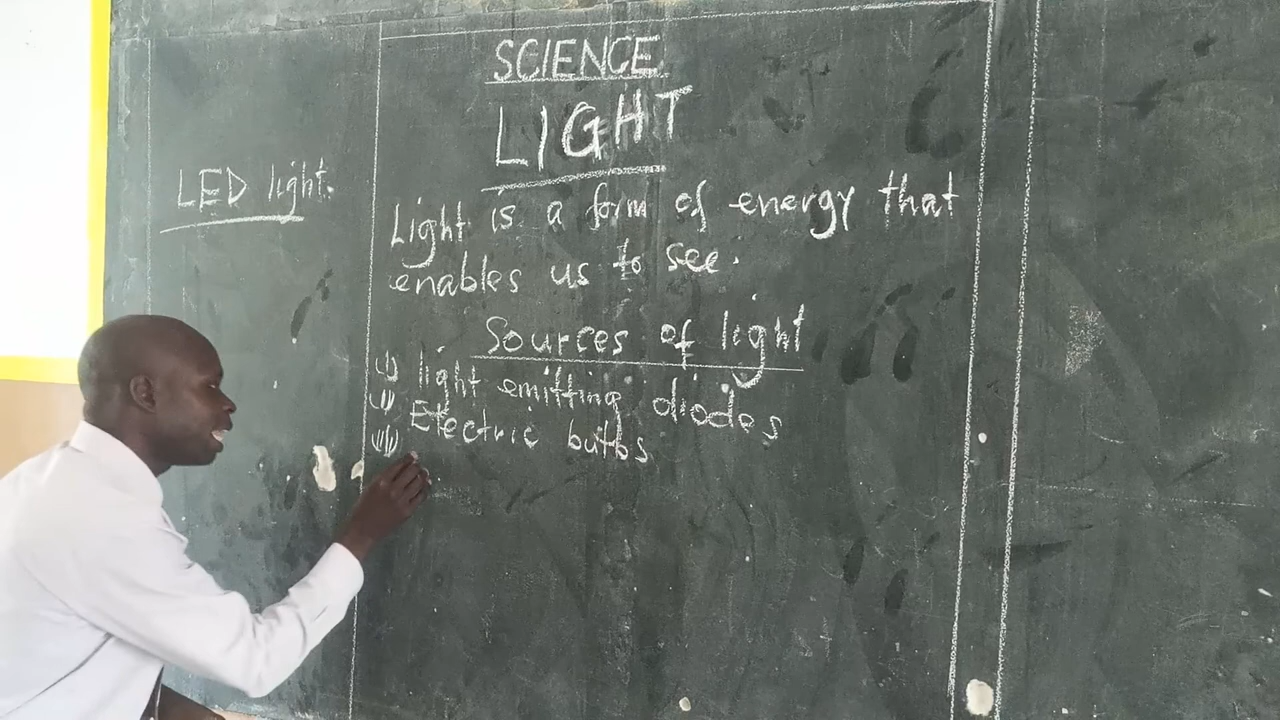 SCIENCE
LIGHT
LED light.
Light is a form of energy that
enables us to see.
Sources of light
(i) light emitting diodes
(ii) Electric bulbs
(iii)